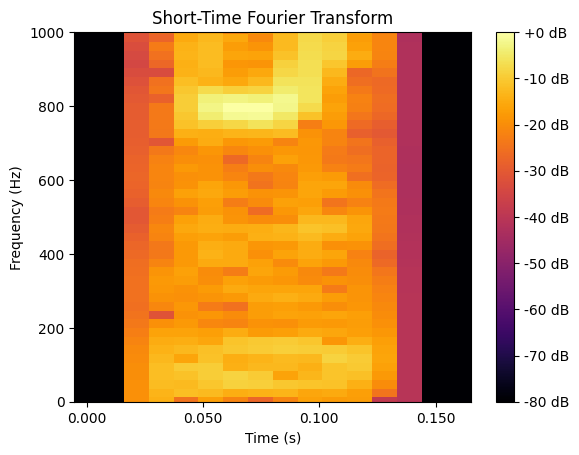 Short-Time Fourier Transform
1000
800
600
400
200
0
Frequency (Hz)
0.000
0.050
0.100
0.150
Time (s)
+0 dB
-10 dB
-20 dB
-30 dB
-40 dB
-50 dB
-60 dB
-70 dB
-80 dB